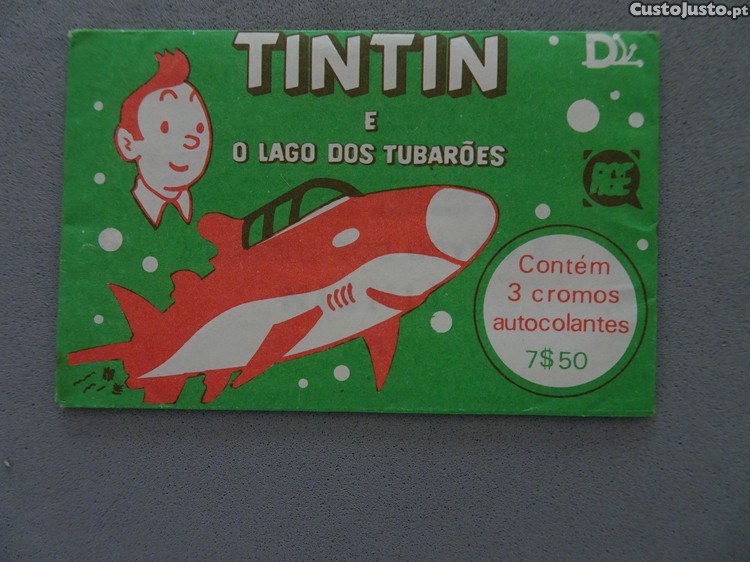 CustoJusto.pt
TINTIN
E
O LAGO DOS TUBARÕES
Contém
3 cromos
autocolantes
7$50